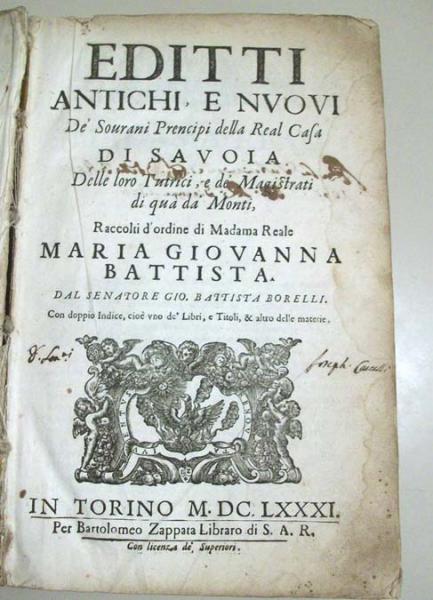 EDITTI
ANTICHI, E NVOVI
De' Sourani Prencipi della Real Casa
DI SAVOIA
Delle loro Tutrici, e de' Magistrati
di quà da' Monti,
Raccolti d'ordine di Madama Reale
MARIA GIOVANNA
BATTISTA.
DAL SENATORE GIO. BATTISTA BORELLI.
Con doppio Indice, cioè vno de' Libri, e Titoli, & altro delle materie.
Joseph.
IN TORINO M.DC.LXXXI.
Per Bartolomeo Zappata Libraro di S. A. R.
Con licenza de' Superiori.